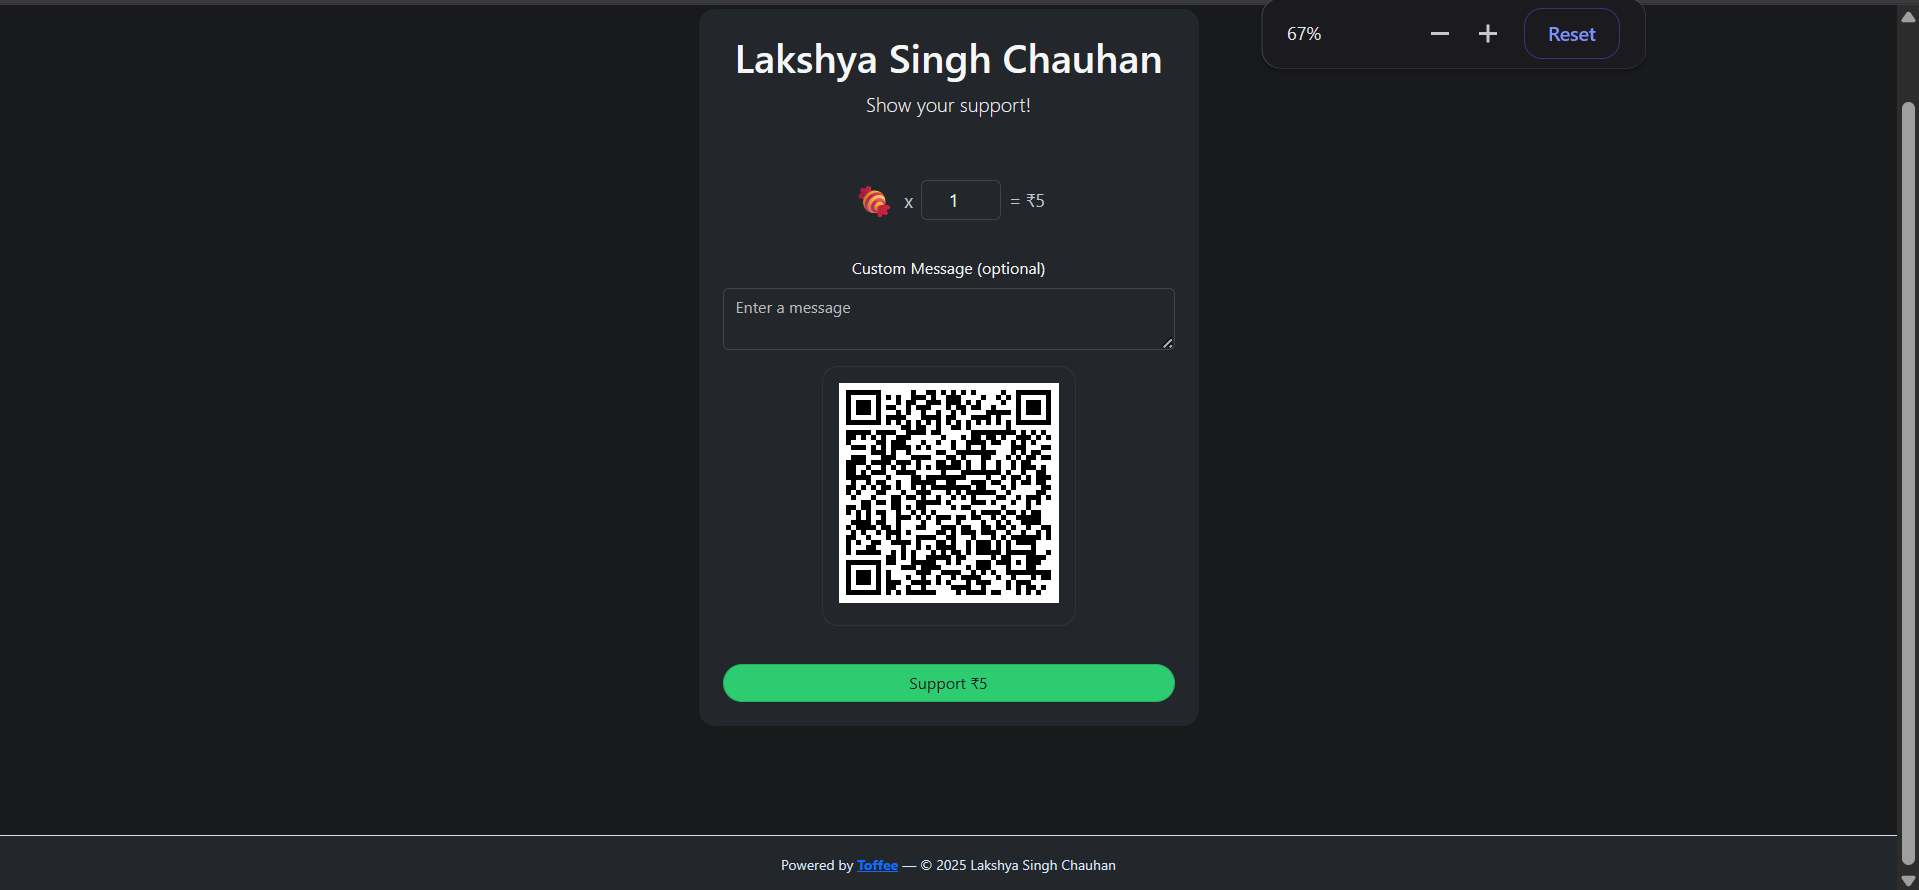 67%
Reset
Lakshya Singh Chauhan
Show your support!
x 1 = ₹5
Custom Message (optional)
Enter a message
Support ₹5
Powered by Toffee — © 2025 Lakshya Singh Chauhan